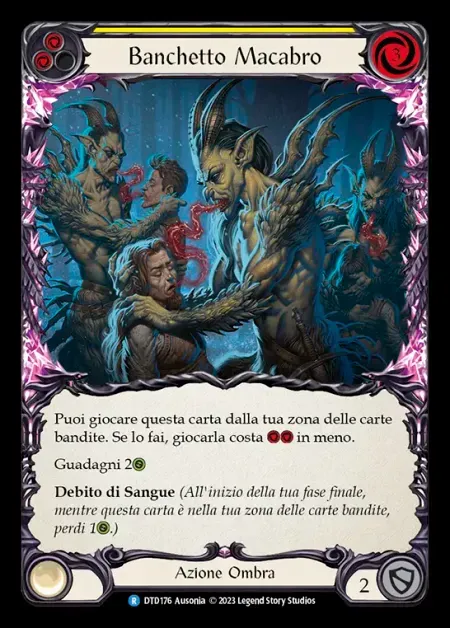 Banchetto Macabro
3
Puoi giocare questa carta dalla tua zona delle carte
bandite. Se lo fai, giocarla costa in meno.
Guadagni 2
Debito di Sangue (All'inizio della tua fase finale,
mentre questa carta è nella tua zona delle carte bandite,
perdi 1.)
Azione Ombra
2
R DTD176 Ausonia © 2023 Legend Story Studios